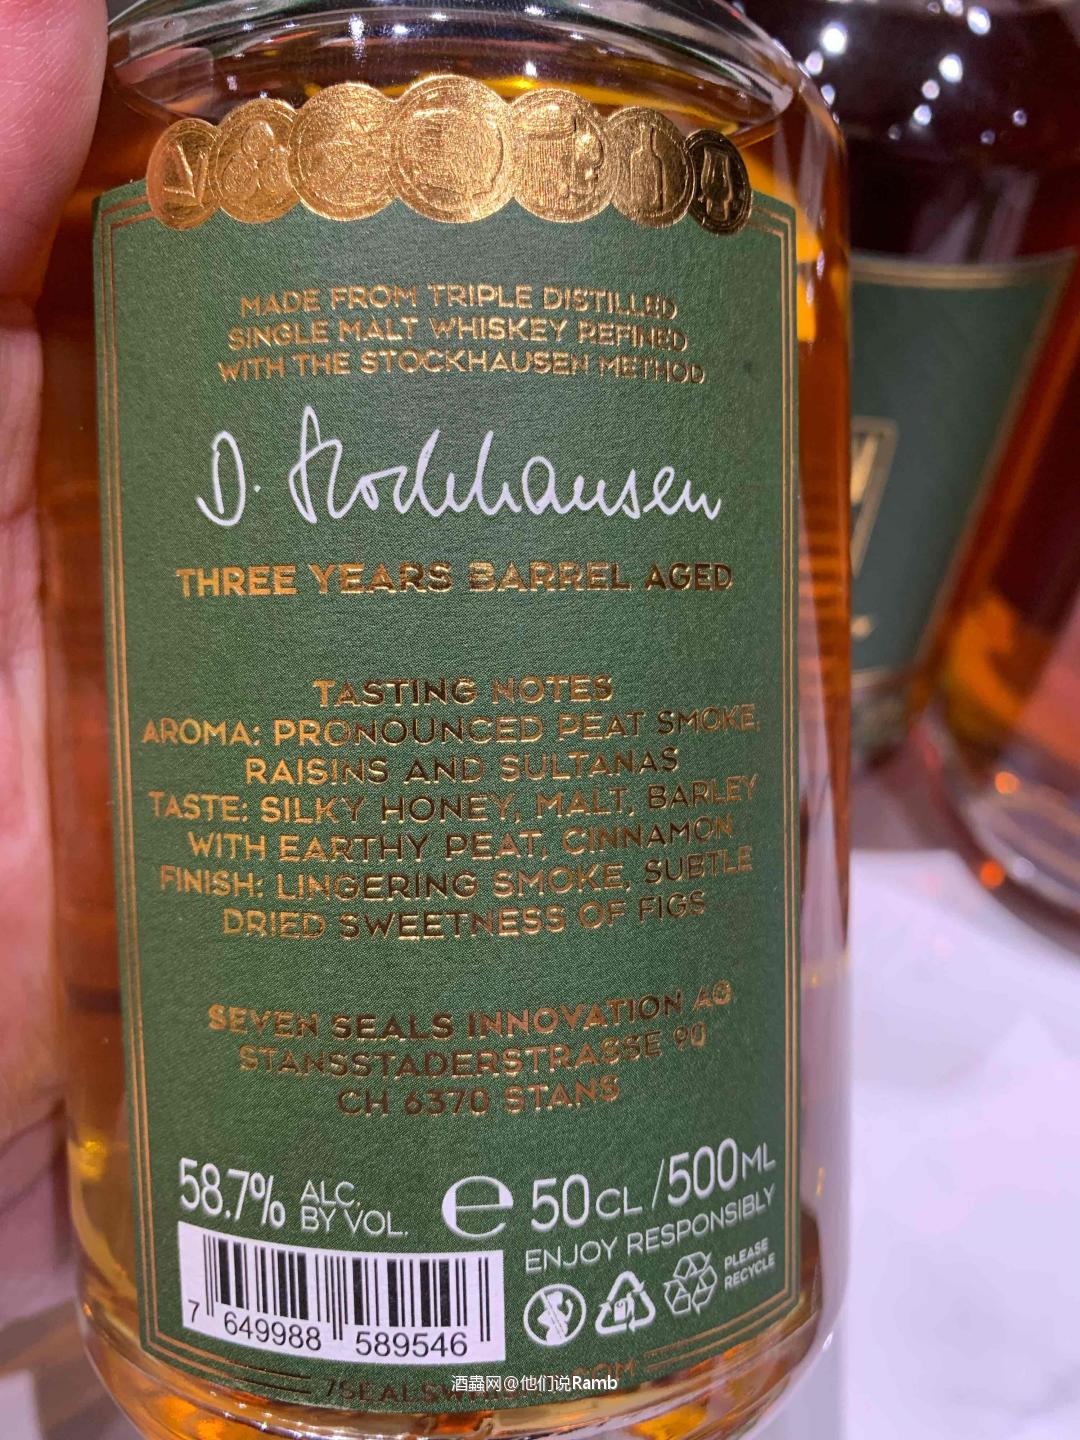 MADE FROM TRIPLE DISTILLED
SINGLE MALT WHISKEY REFINED
WITH THE STOCKHAUSEN METHOD
D. Stockhausen
THREE YEARS BARREL AGED
TASTING NOTES
AROMA: PRONOUNCED PEAT SMOKE,
RAISINS AND SULTANAS
TASTE: SILKY HONEY, MALT, BARLEY
WITH EARTHY PEAT, CINNAMON
FINISH: LINGERING SMOKE, SUBTLE
DRIED SWEETNESS OF FIGS
SEVEN SEALS INNOVATION AG
STANSSTADERSTRASSE 90
CH 6370 STANS
58.7% ALC.
BY VOL.
e 50CL /500ML
ENJOY RESPONSIBLY
PLEASE
RECYCLE
7 649988 589546
酒蟲网@他们说Ramb